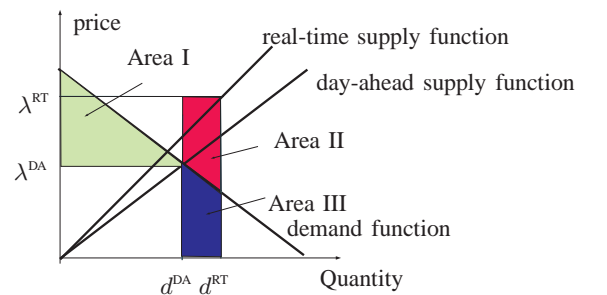 price
real-time supply function
Area I
day-ahead supply function
λ^RT
Area II
λ^DA
Area III
demand function
d^DA d^RT
Quantity